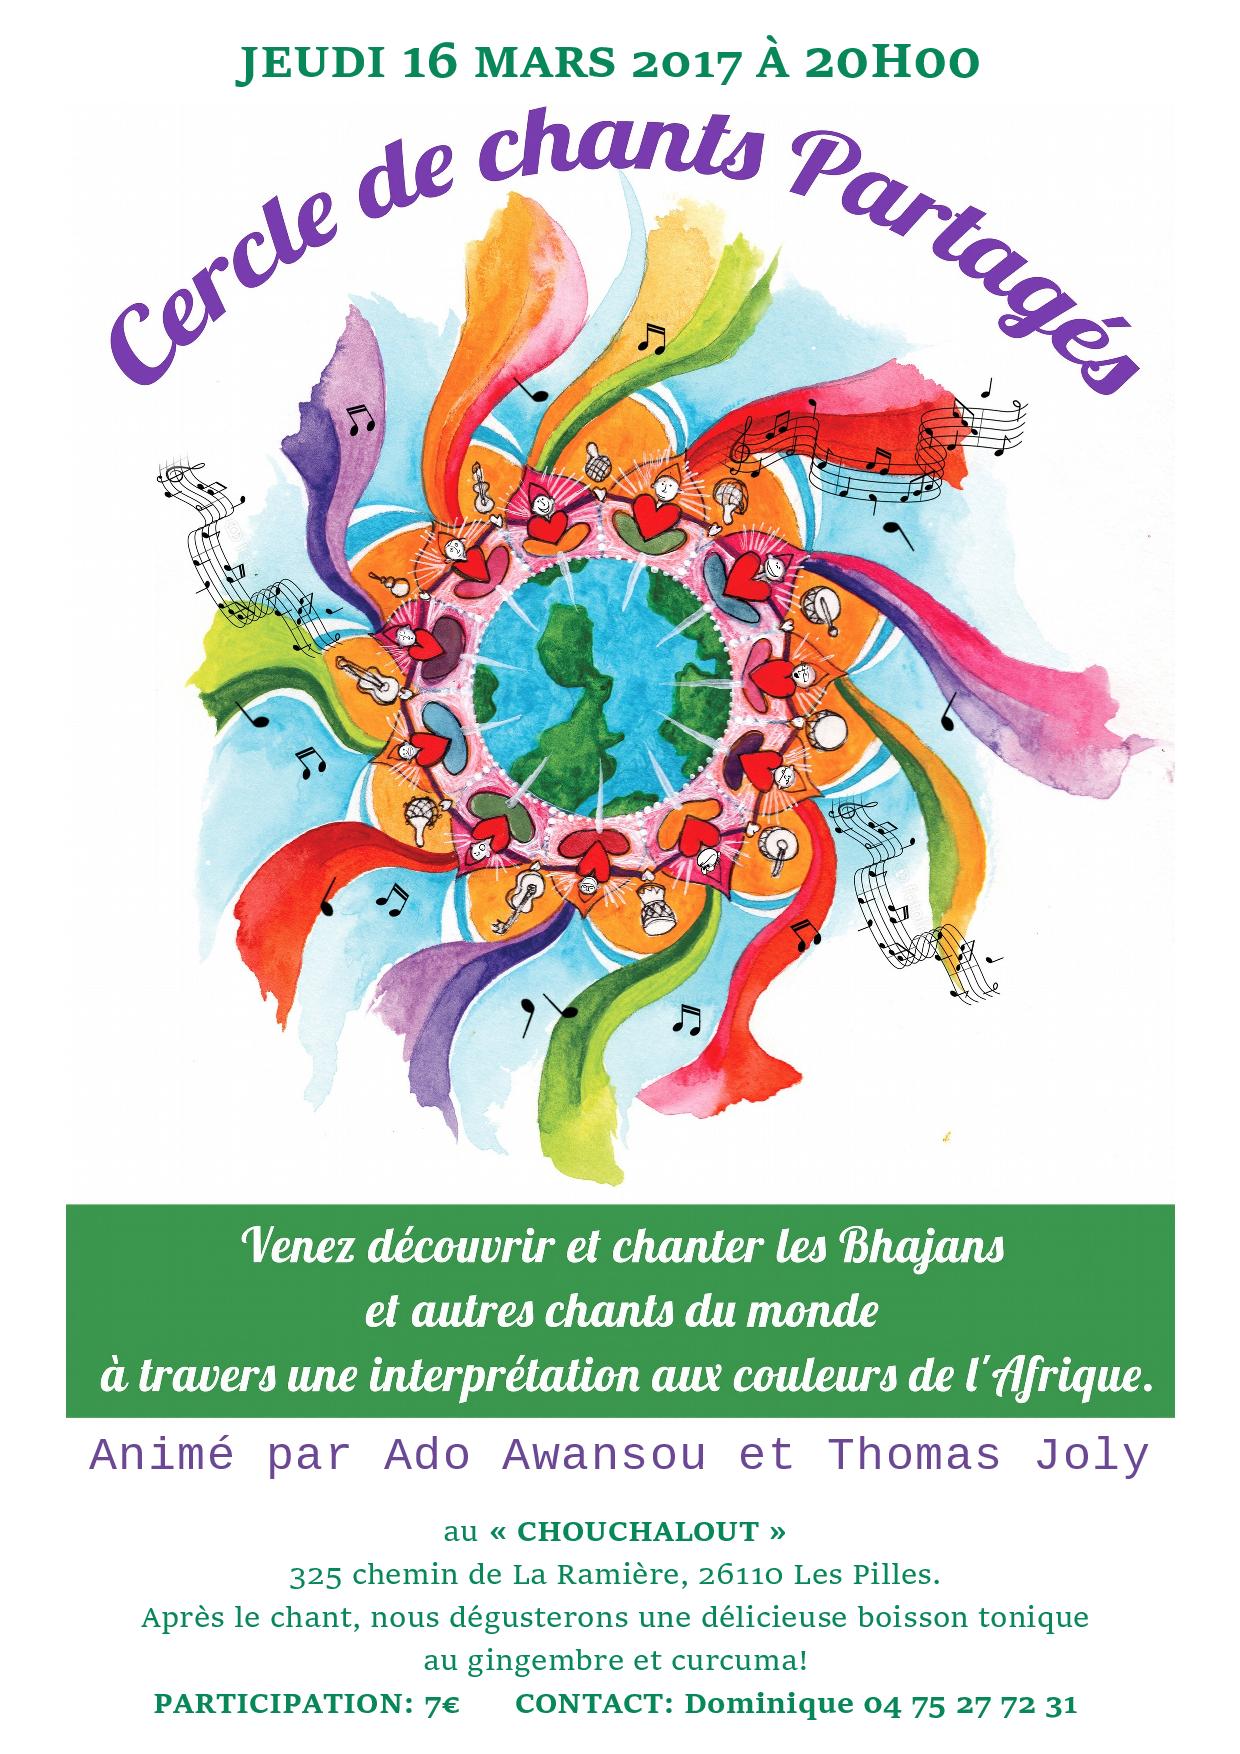 JEUDI 16 MARS 2017 À 20H00
Cercle de chants Partagés
Venez découvrir et chanter les Bhajans
et autres chants du monde
à travers une interprétation aux couleurs de l'Afrique.
Animé par Ado Awansou et Thomas Joly
au « CHOUCHALOUT »
325 chemin de La Ramière, 26110 Les Pilles.
Après le chant, nous dégusterons une délicieuse boisson tonique
au gingembre et curcuma!
PARTICIPATION: 7€ CONTACT: Dominique 04 75 27 72 31